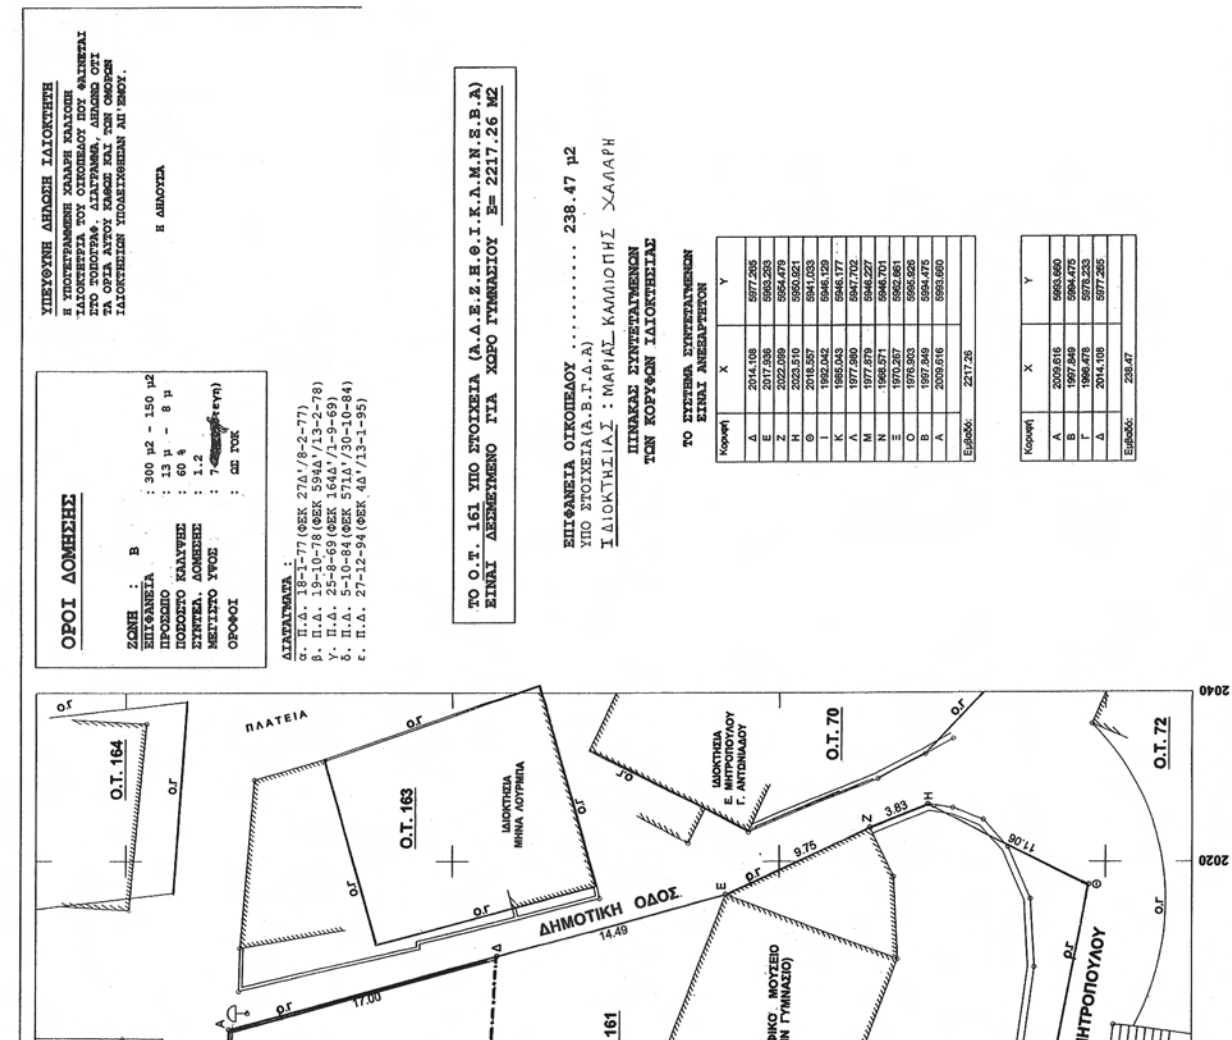 ΥΠΕΥΘΥΝΗ ΔΗΛΩΣΗ ΙΔΙΟΚΤΗΤΗ
Η ΥΠΟΓΕΓΡΑΜΜΕΝΗ ΧΑΛΑΡΗ ΚΑΛΙΟΠΗ
ΙΔΙΟΚΤΗΤΡΙΑ ΤΟΥ ΟΙΚΟΠΕΔΟΥ ΠΟΥ ΦΑΙΝΕΤΑΙ
ΣΤΟ ΤΟΠΟΓΡΑΦ. ΔΙΑΓΡΑΜΜΑ, ΔΗΛΩΝΩ ΟΤΙ
ΤΑ ΟΡΙΑ ΑΥΤΟΥ ΚΑΘΩΣ ΚΑΙ ΤΩΝ ΟΜΟΡΩΝ
ΙΔΙΟΚΤΗΣΙΩΝ ΥΠΟΔΕΙΧΘΗΣΑΝ ΑΠ'ΕΜΟΥ.
Η ΔΗΛΟΥΣΑ
ΟΡΟΙ ΔΟΜΗΣΗΣ
ΖΩΝΗ : Β
ΕΠΙΦΑΝΕΙΑ : 300 μ2 - 150 μ2
ΠΡΟΣΩΠΟ : 13 μ - 8 μ
ΠΟΣΟΣΤΟ ΚΑΛΥΨΗΣ : 60 %
ΣΥΝΤΕΛ. ΔΟΜΗΣΗΣ : 1.2
ΜΕΓΙΣΤΟ ΥΨΟΣ : 7
ΟΡΟΦΟΙ : ΩΣ ΓΟΚ
ΔΙΑΤΑΓΜΑΤΑ :
α. Π.Δ. 18-1-77(ΦΕΚ 27Δ'/8-2-77)
β. Π.Δ. 19-10-78(ΦΕΚ 594Δ'/13-2-78)
γ. Π.Δ. 25-8-69(ΦΕΚ 164Δ'/1-9-69)
δ. Π.Δ. 5-10-84(ΦΕΚ 571Δ'/30-10-84)
ε. Π.Δ. 27-12-94(ΦΕΚ 4Δ'/13-1-95)
ΤΟ Ο.Τ. 161 ΥΠΟ ΣΤΟΙΧΕΙΑ (Α.Δ.Ε.Ζ.Η.Θ.Ι.Κ.Λ.Μ.Ν.Ξ.Β.Α)
ΕΙΝΑΙ ΔΕΣΜΕΥΜΕΝΟ ΓΙΑ ΧΩΡΟ ΓΥΜΝΑΣΙΟΥ Ε= 2217.26 Μ2
ΕΠΙΦΑΝΕΙΑ ΟΙΚΟΠΕΔΟΥ .......... 238.47 μ2
ΥΠΟ ΣΤΟΙΧΕΙΑ(Α.Β.Γ.Δ.Α)
ΙΔΙΟΚΤΗΣΙΑΣ : ΜΑΡΙΑΣ ΚΑΛΛΙΟΠΗΣ ΧΑΛΑΡΗ
ΠΙΝΑΚΑΣ ΣΥΝΤΕΤΑΓΜΕΝΩΝ
ΤΩΝ ΚΟΡΥΦΩΝ ΙΔΙΟΚΤΗΣΙΑΣ
ΤΟ ΣΥΣΤΗΜΑ ΣΥΝΤΕΤΑΓΜΕΝΩΝ
ΕΙΝΑΙ ΑΝΕΞΑΡΤΗΤΟΝ
Κορυφή X Y
Δ 2014.108 5977.265
Ε 2017.936 5963.293
Ζ 2022.099 5954.479
Η 2023.510 5950.921
Θ 2018.557 5941.033
Ι 1992.042 5946.129
Κ 1985.043 5946.177
Λ 1977.980 5947.702
Μ 1977.879 5946.227
Ν 1968.571 5946.701
Ξ 1970.267 5962.661
Ο 1976.903 5995.926
Β 1997.849 5994.475
Α 2009.616 5993.660
Εμβαδό: 2217.26
Κορυφή X Y
Α 2009.616 5993.660
Β 1997.849 5994.475
Γ 1996.478 5978.233
Δ 2014.108 5977.265
Εμβαδό: 238.47
Ο.Γ
Ο.Τ. 164
Ο.Γ
ΠΛΑΤΕΙΑ
Ο.Γ
Ο.Τ. 163
ΙΔΙΟΚΤΗΣΙΑ
ΜΗΝΑ ΛΟΥΡΜΠΑ
Ο.Γ
Ο.Γ
Ο.Γ
Ο.Γ
ΙΔΙΟΚΤΗΣΙΑ
Ε. ΜΗΤΡΟΠΟΥΛΟΥ
Γ. ΑΝΤΩΝΙΑΔΟΥ
Ο.Τ. 70
Ο.Γ
Ο.Τ. 72
2040
2020
Ο.Γ
ΔΗΜΟΤΙΚΗ ΟΔΟΣ
14.49
17.00
9.75
3.83
11.06
Α
Δ
Ε
Ζ
Η
Θ
Ο.Γ
Ο.Γ
Ο.Γ
161
ΦΙΚΟ ΜΟΥΣΕΙΟ
Ν ΓΥΜΝΑΣΙΟ)
ΜΗΤΡΟΠΟΥΛΟΥ